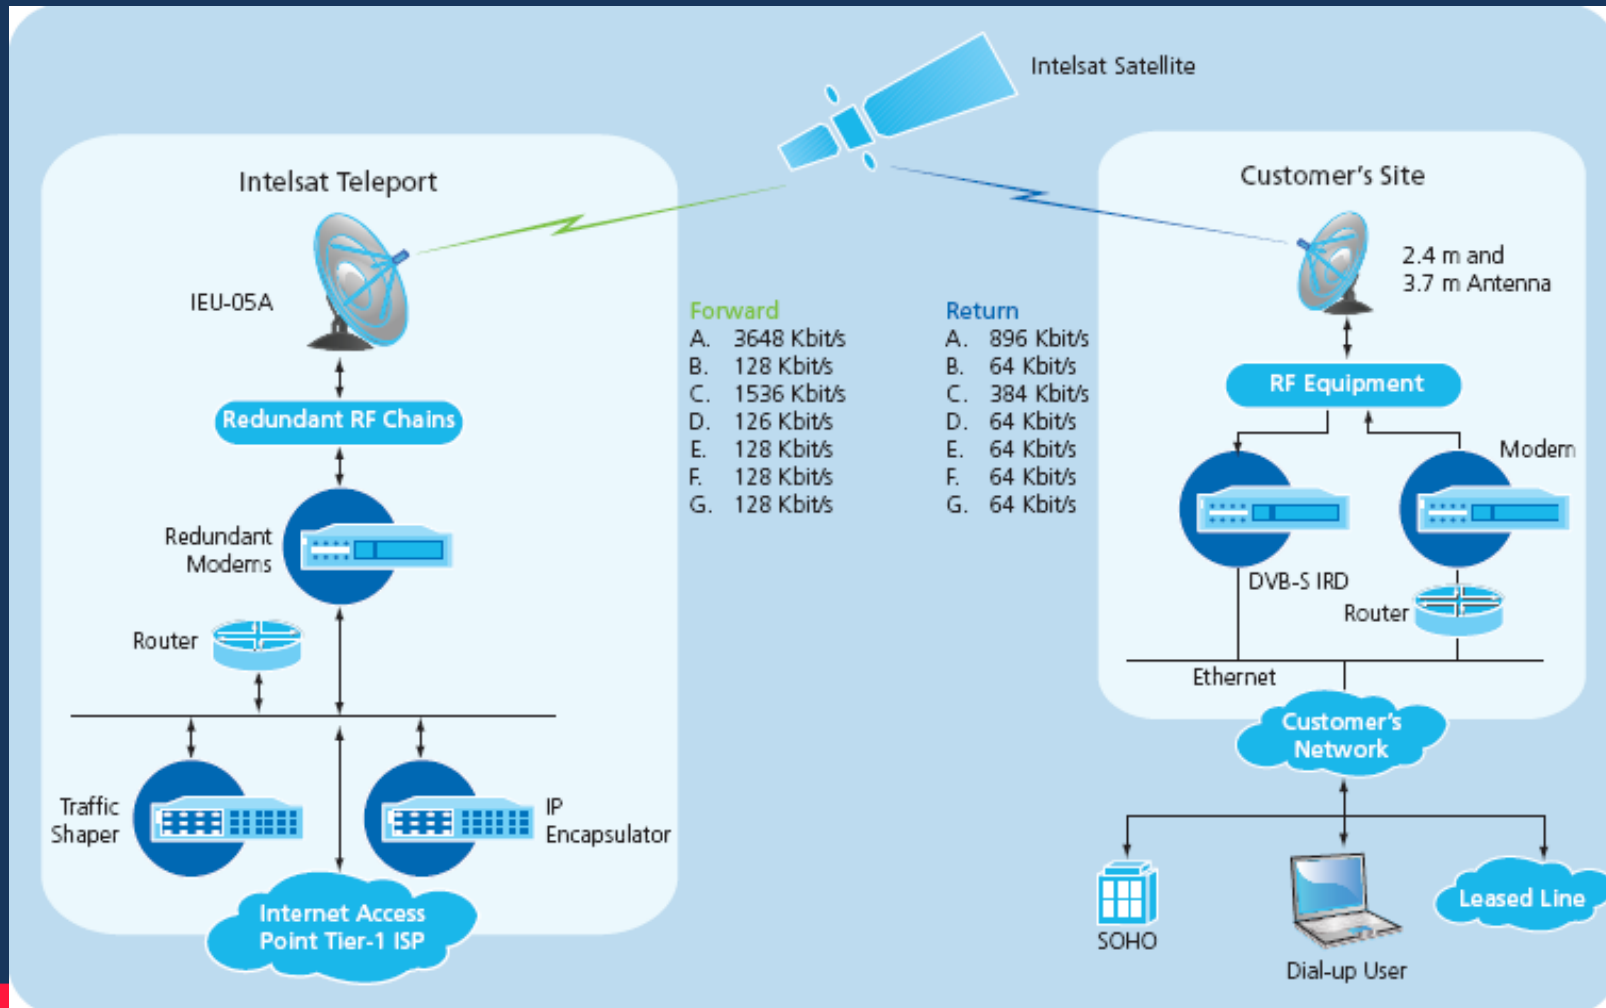 Intelsat Satellite
Intelsat Teleport
IEU-05A
Redundant RF Chains
Redundant
Modems
Router
Traffic
Shaper
IP
Encapsulator
Internet Access
Point Tier-1 ISP
Forward
A. 3648 Kbit/s
B. 128 Kbit/s
C. 1536 Kbit/s
D. 126 Kbit/s
E. 128 Kbit/s
F. 128 Kbit/s
G. 128 Kbit/s
Return
A. 896 Kbit/s
B. 64 Kbit/s
C. 384 Kbit/s
D. 64 Kbit/s
E. 64 Kbit/s
F. 64 Kbit/s
G. 64 Kbit/s
Customer's Site
2.4 m and
3.7 m Antenna
RF Equipment
Modem
DVB-S IRD
Router
Ethernet
Customer's
Network
SOHO
Dial-up User
Leased Line